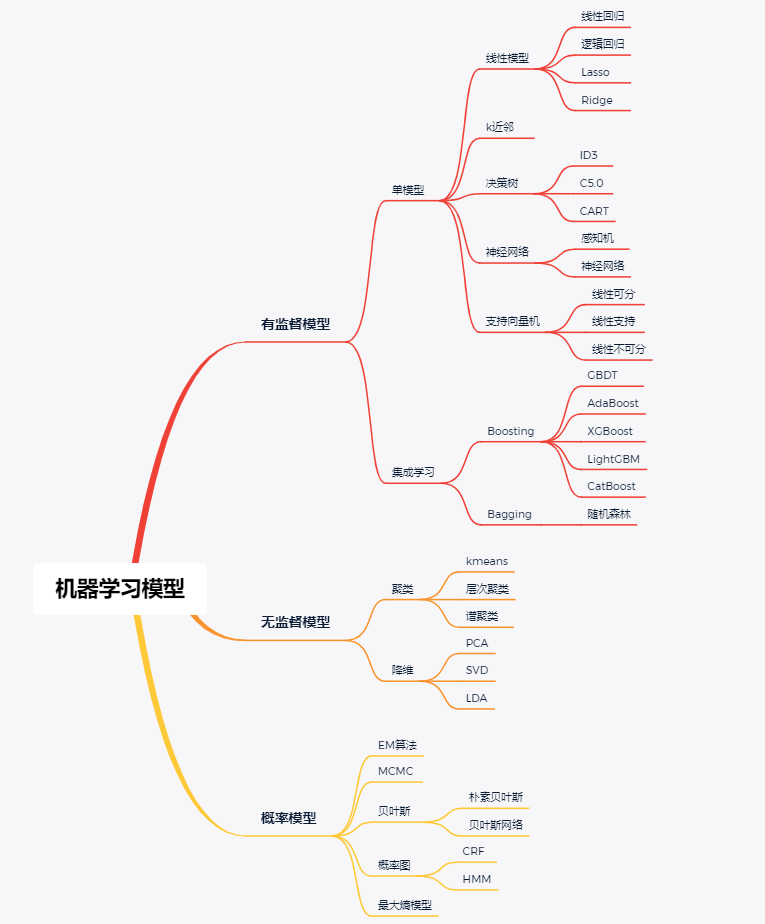 机器学习模型
有监督模型
单模型
线性模型
线性回归
逻辑回归
Lasso
Ridge
k近邻
决策树
ID3
C5.0
CART
神经网络
感知机
神经网络
支持向量机
线性可分
线性支持
线性不可分
集成学习
Boosting
GBDT
AdaBoost
XGBoost
LightGBM
CatBoost
Bagging
随机森林
无监督模型
聚类
kmeans
层次聚类
谱聚类
降维
PCA
SVD
LDA
概率模型
EM算法
MCMC
贝叶斯
朴素贝叶斯
贝叶斯网络
概率图
CRF
HMM
最大熵模型